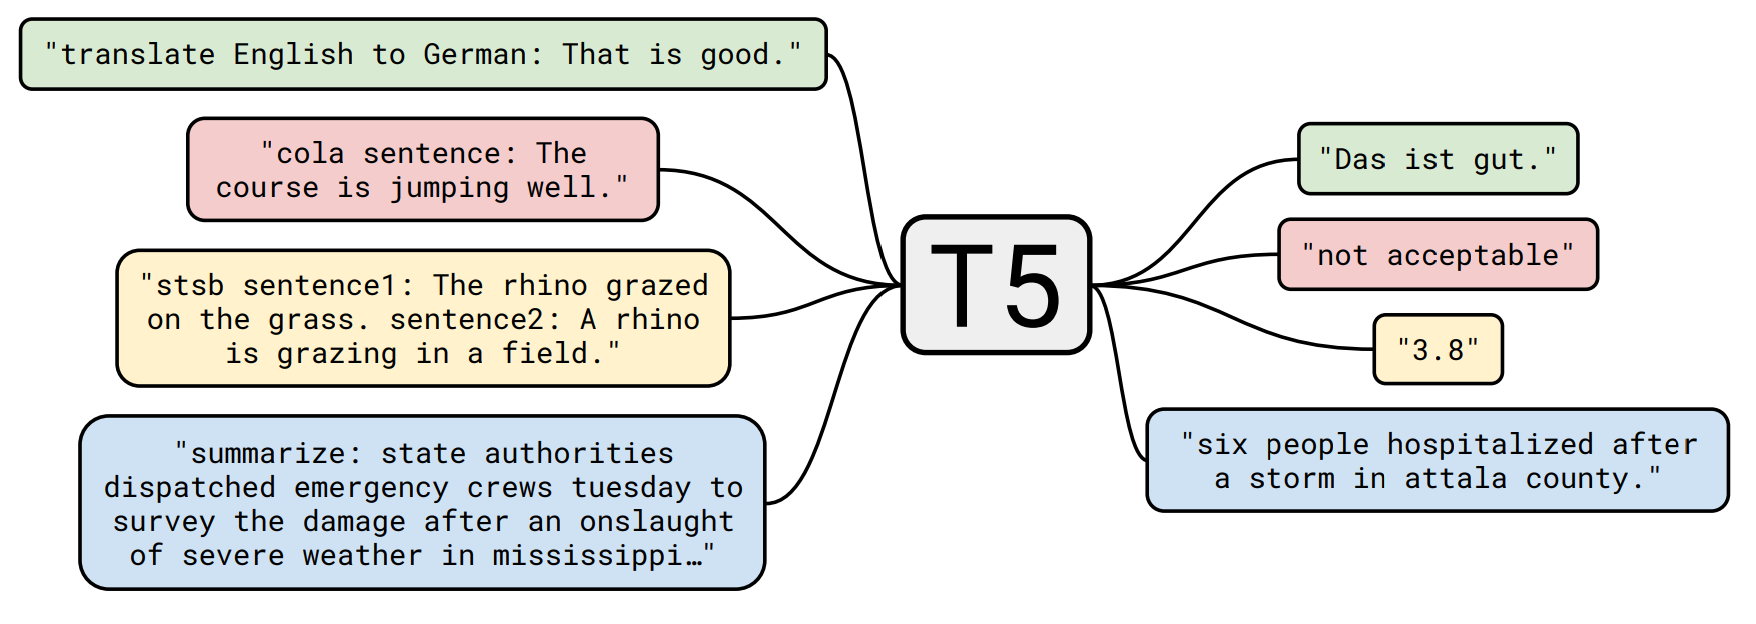 "translate English to German: That is good."
"cola sentence: The
course is jumping well."
"stsb sentence1: The rhino grazed
on the grass. sentence2: A rhino
is grazing in a field."
"summarize: state authorities
dispatched emergency crews tuesday to
survey the damage after an onslaught
of severe weather in mississippi…"
T5
"Das ist gut."
"not acceptable"
"3.8"
"six people hospitalized after
a storm in attala county."